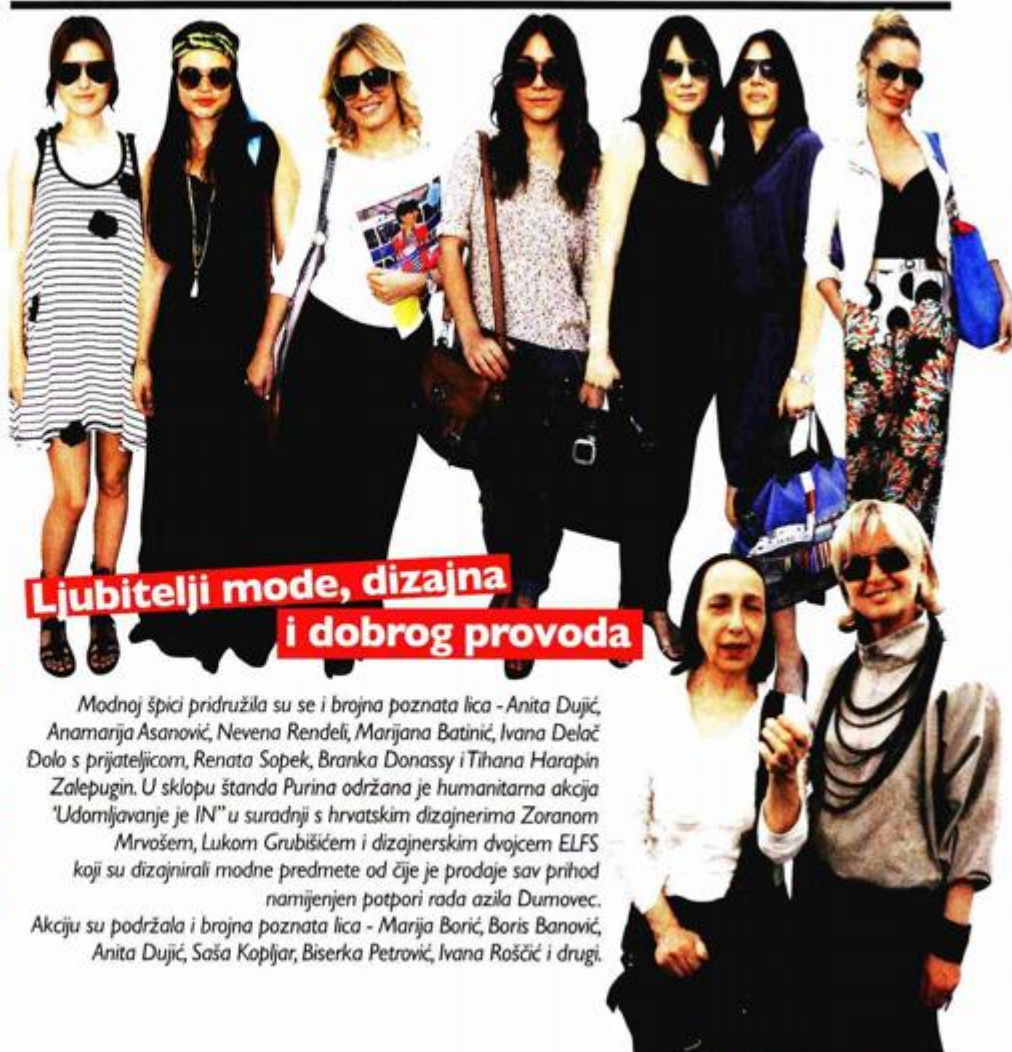 Ljubitelji mode, dizajna
i dobrog provoda
Modnoj špici pridružila su se i brojna poznata lica - Anita Dujić,
Anamarija Asanović, Nevena Rendeli, Marijana Batinić, Ivana Delač
Đolo s prijateljicom, Renata Sopek, Branka Donassy i Tihana Harapin
Zalepugin. U sklopu štanda Purina održana je humanitarna akcija
"Udomljavanje je IN" u suradnji s hrvatskim dizajnerima Zoranom
Mrvošem, Lukom Grubišićem i dizajnerskim dvojcem ELFS
koji su dizajnirali modne predmete od čije je prodaje sav prihod
namijenjen potpori rada azila Dumovec.
Akciju su podržala i brojna poznata lica - Marija Borić, Boris Banović,
Anita Dujić, Saša Kopljar, Biserka Petrović, Ivana Roščić i drugi.